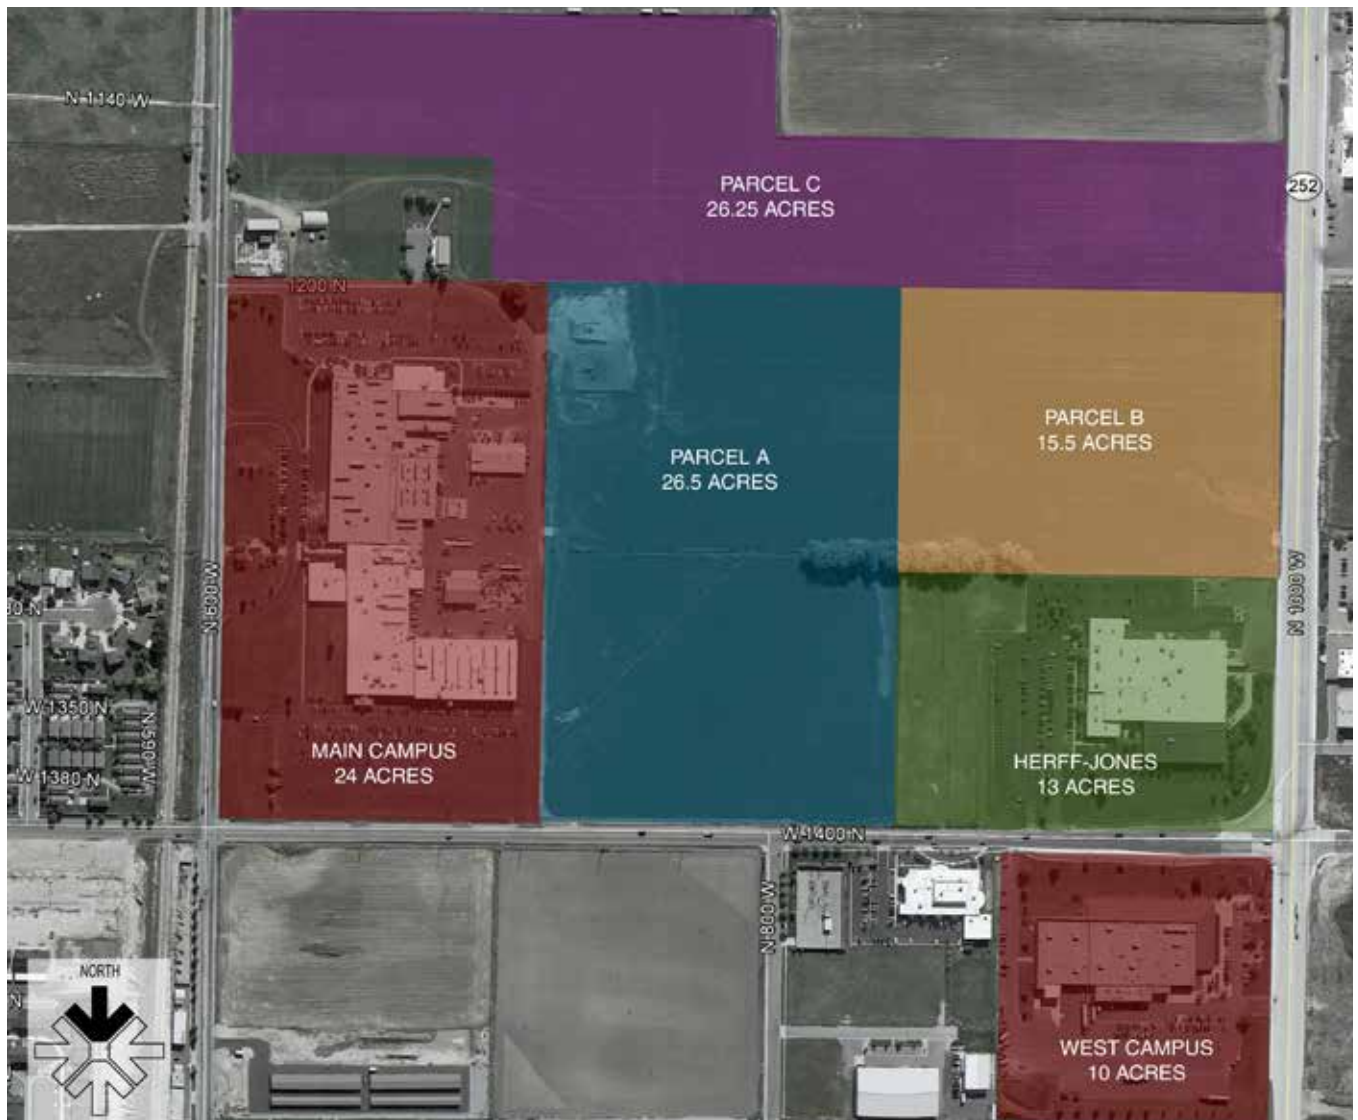 N 1140 W
PARCEL C
26.25 ACRES
252
1200 N
PARCEL B
15.5 ACRES
PARCEL A
26.5 ACRES
N 600 W
N 1000 W
W 1350 N
N 590 W
W 1380 N
MAIN CAMPUS
24 ACRES
HERFF-JONES
13 ACRES
W 1400 N
N 800 W
NORTH
WEST CAMPUS
10 ACRES